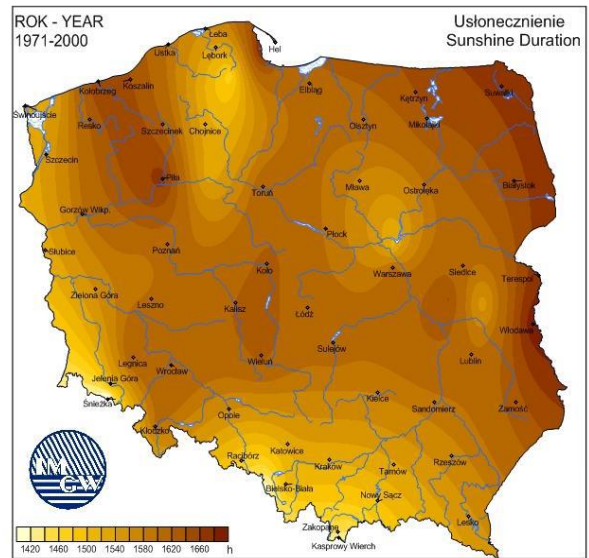 ROK - YEAR
1971-2000
Usłonecznienie
Sunshine Duration
Łeba
Hel
Ustka
Lębork
Koszalin
Kołobrzeg
Elbląg
Kętrzyn
Suwałki
Świnoujście
Resko
Szczecinek
Chojnice
Olsztyn
Mikołajki
Szczecin
Piła
Toruń
Mława
Ostrołęka
Białystok
Gorzów Wlkp.
Płock
Słubice
Poznań
Koło
Warszawa
Siedlce
Terespol
Zielona Góra
Leszno
Kalisz
Łódź
Włodawa
Sulejów
Legnica
Wrocław
Wieluń
Lublin
Jelenia Góra
Śnieżka
Kielce
Sandomierz
Zamość
Opole
Kłodzko
Racibórz
Katowice
Kraków
Tarnów
Rzeszów
Bielsko-Biała
Nowy Sącz
Lesko
Zakopane
Kasprowy Wierch
IM
GW
1420 1460 1500 1540 1580 1620 1660 h